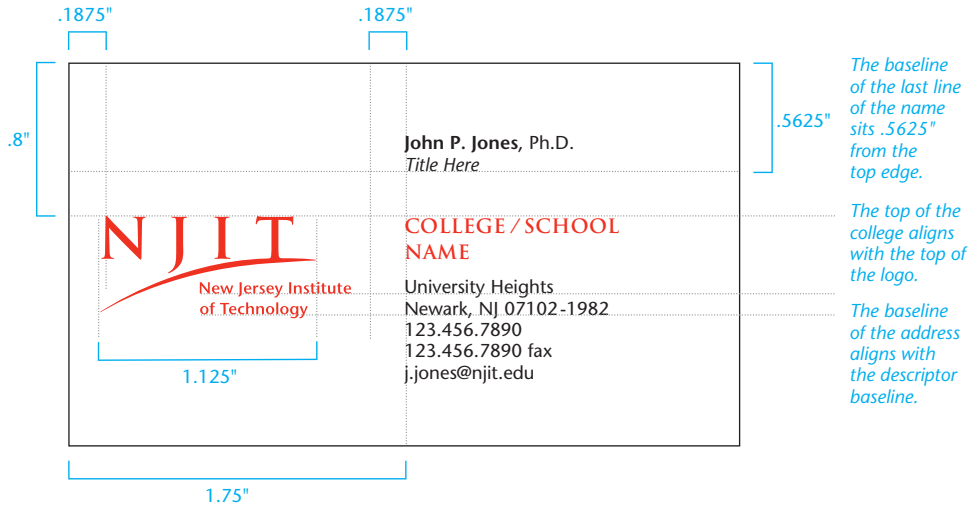 .1875"
.1875"
.8"
.5625"
John P. Jones, Ph.D.
Title Here
The baseline
of the last line
of the name
sits .5625"
from the
top edge.
NJIT
New Jersey Institute
of Technology
COLLEGE / SCHOOL
NAME
University Heights
Newark, NJ 07102-1982
123.456.7890
123.456.7890 fax
j.jones@njit.edu
The top of the
college aligns
with the top of
the logo.
The baseline
of the address
aligns with
the descriptor
baseline.
1.125"
1.75"